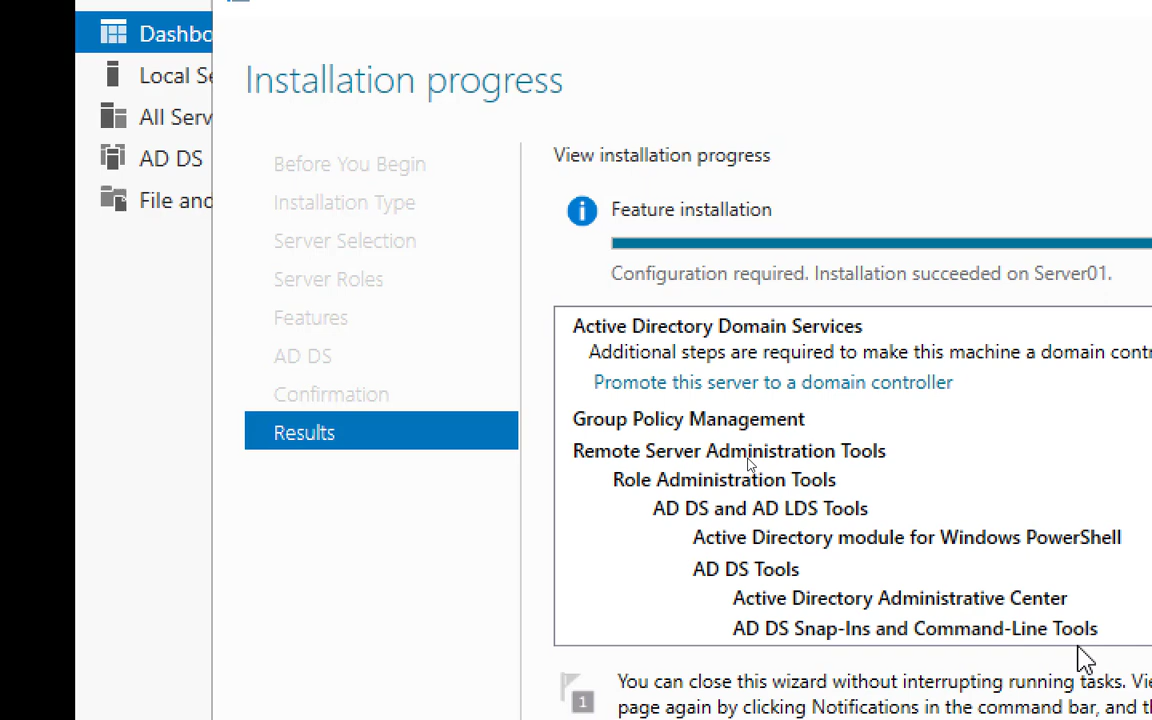 Dashbo
Local Se
All Serv
AD DS
File and
Installation progress
Before You Begin
Installation Type
Server Selection
Server Roles
Features
AD DS
Confirmation
Results
View installation progress
Feature installation
Configuration required. Installation succeeded on Server01.
Active Directory Domain Services
Additional steps are required to make this machine a domain contr
Promote this server to a domain controller
Group Policy Management
Remote Server Administration Tools
Role Administration Tools
AD DS and AD LDS Tools
Active Directory module for Windows PowerShell
AD DS Tools
Active Directory Administrative Center
AD DS Snap-Ins and Command-Line Tools
1
You can close this wizard without interrupting running tasks. Vie
page again by clicking Notifications in the command bar, and th